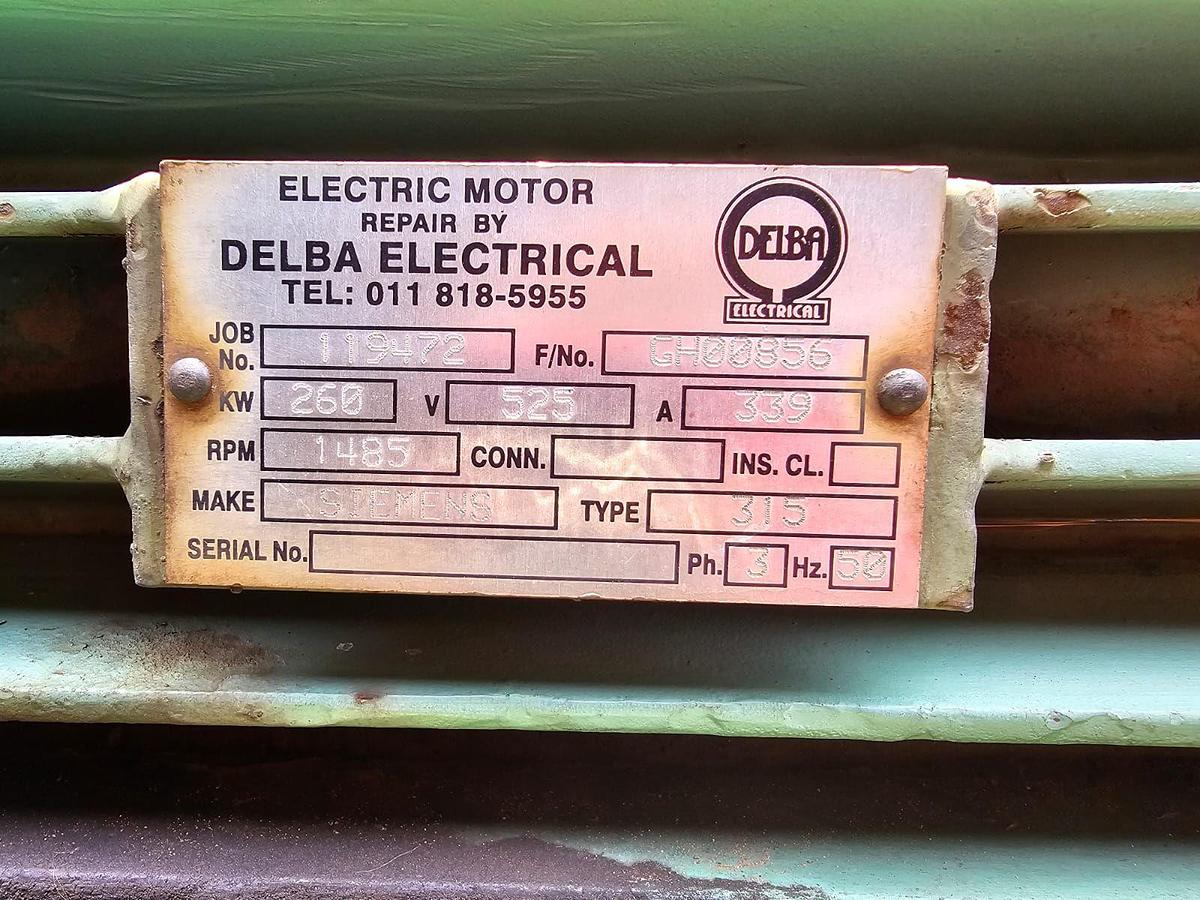 ELECTRIC MOTOR
REPAIR BY
DELBA ELECTRICAL
TEL: 011 818-5955
DELBA
ELECTRICAL
JOB No. 119472 F/No. GH00856
KW 260 V 525 A 339
RPM 1485 CONN. INS. CL.
MAKE SIEMENS TYPE 315
SERIAL No. Ph. 3 Hz. 50